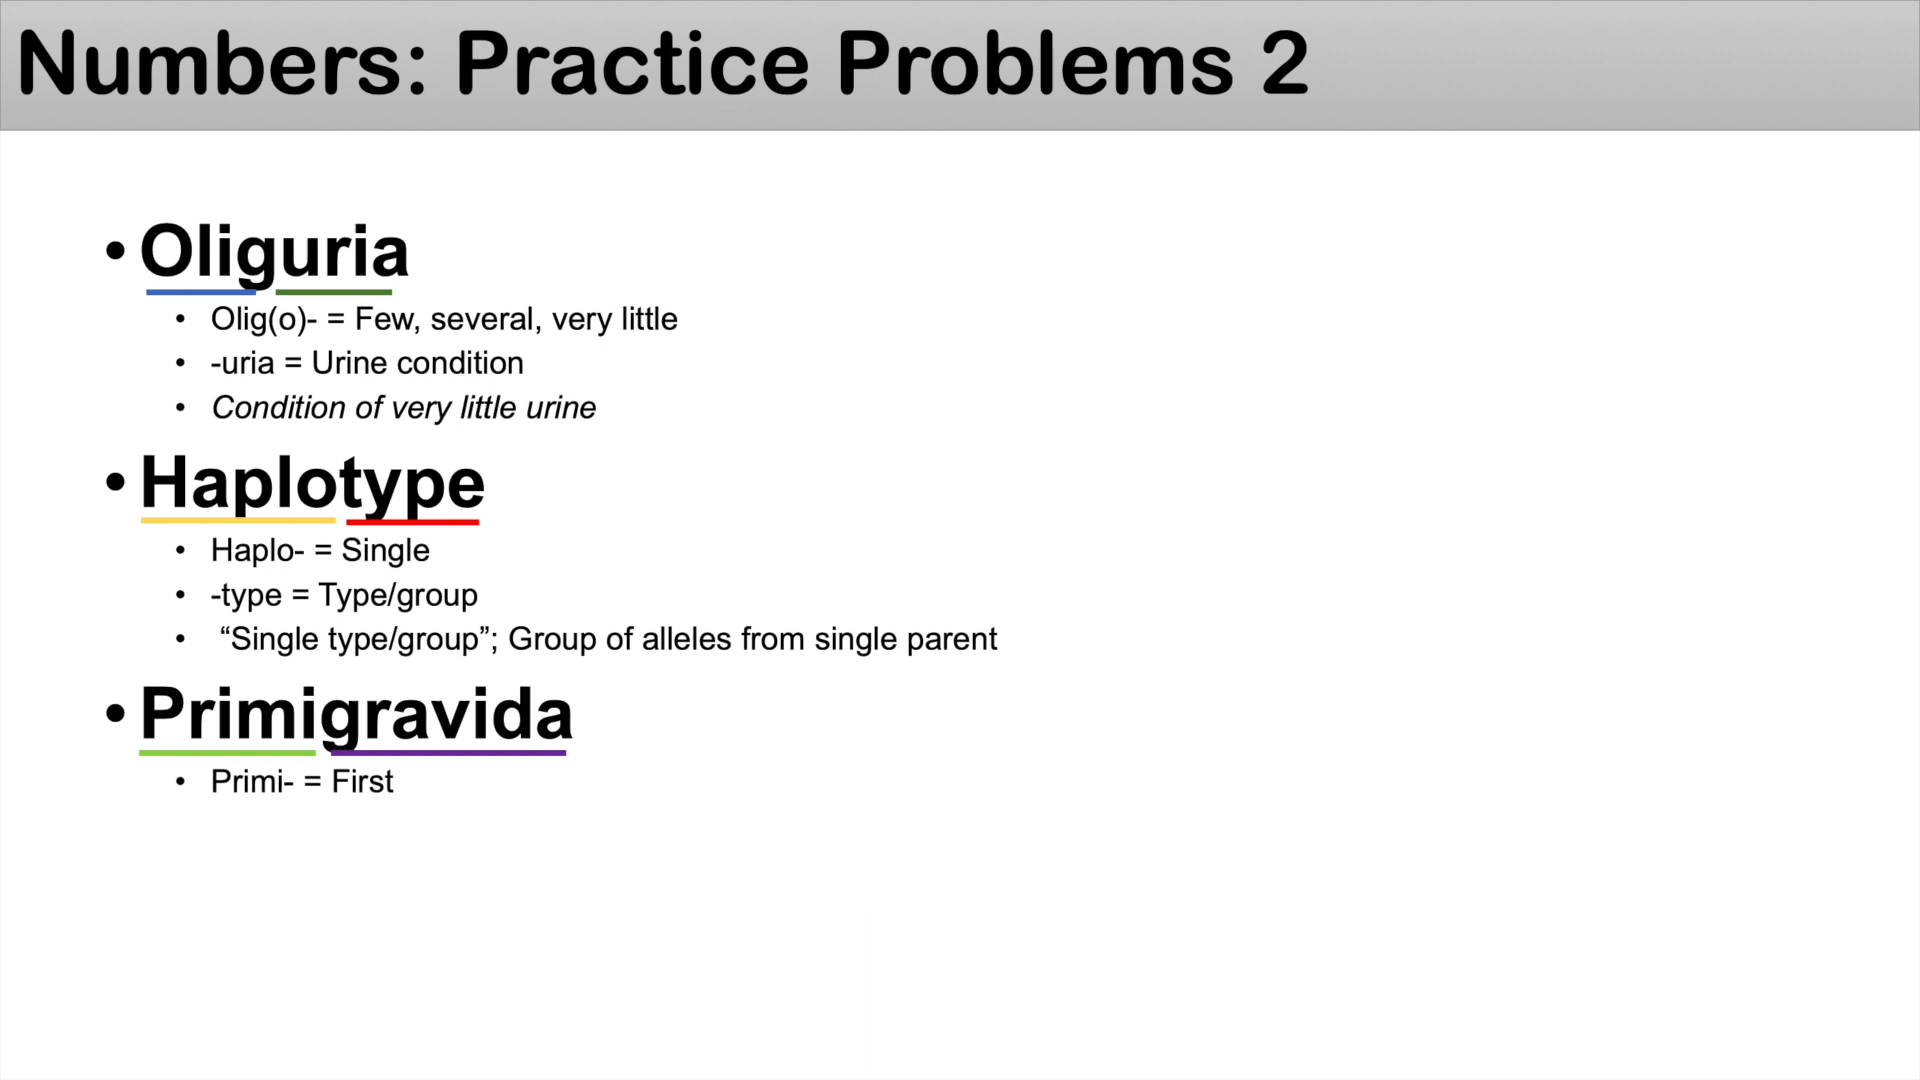 Numbers: Practice Problems 2
• Oliguria
• Olig(o)- = Few, several, very little
• -uria = Urine condition
• Condition of very little urine
• Haplotype
• Haplo- = Single
• -type = Type/group
• “Single type/group”; Group of alleles from single parent
• Primigravida
• Primi- = First